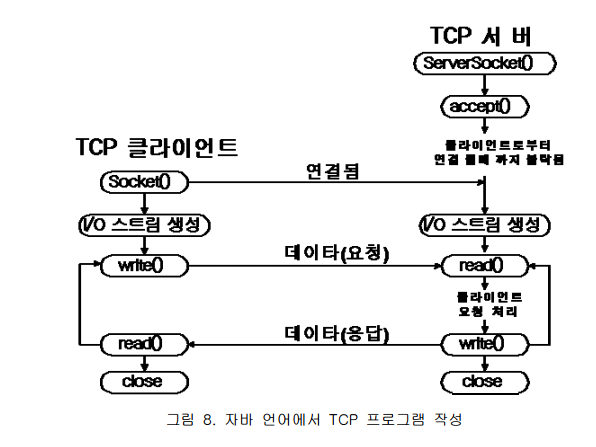 TCP 서 버
ServerSocket()
accept()
클라이언트로부터
연결 될때 까지 블락됨
TCP 클라이언트
Socket()
연결됨
I/O 스트림 생성
I/O 스트림 생성
write()
데이타(요청)
read()
클라이언트
요청 처리
read()
데이타(응답)
write()
close
close
그림 8. 자바 언어에서 TCP 프로그램 작성